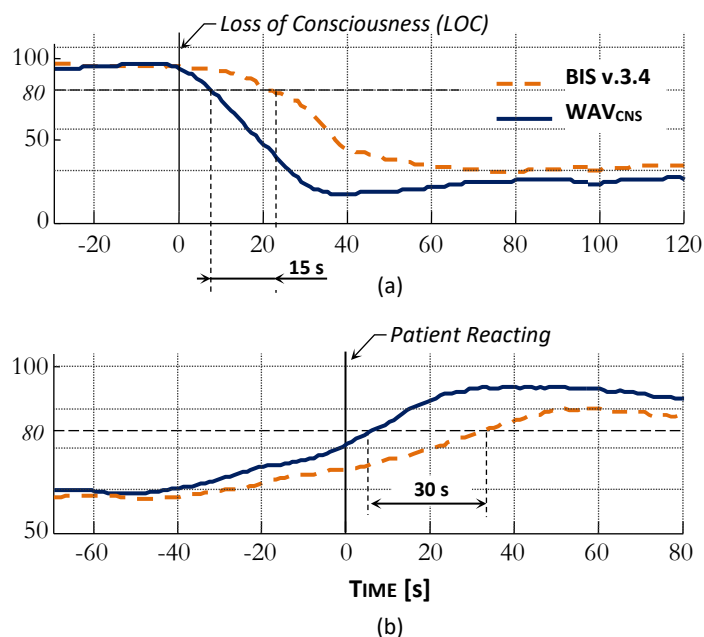 Loss of Consciousness (LOC)
100
80
50
0
BIS v.3.4
WAVCNS
-20 0 20 40 60 80 100 120
15 s
(a)
Patient Reacting
100
80
50
30 s
-60 -40 -20 0 20 40 60 80
TIME [s]
(b)